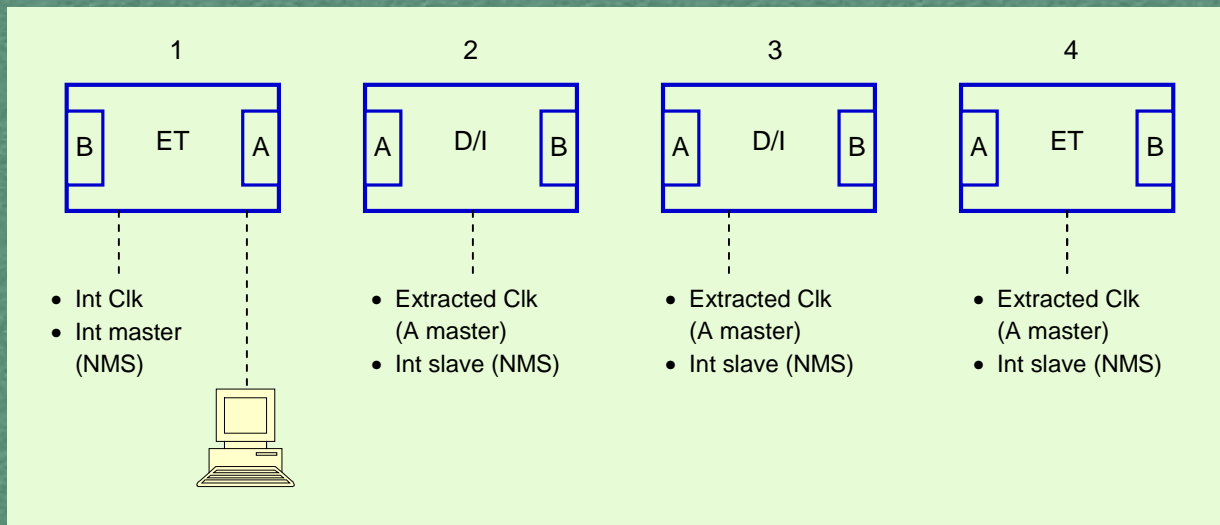 1 2 3 4
B ET A A D/I B A D/I B A ET B
• Int Clk
• Int master
(NMS)
• Extracted Clk
(A master)
• Int slave (NMS)
• Extracted Clk
(A master)
• Int slave (NMS)
• Extracted Clk
(A master)
• Int slave (NMS)